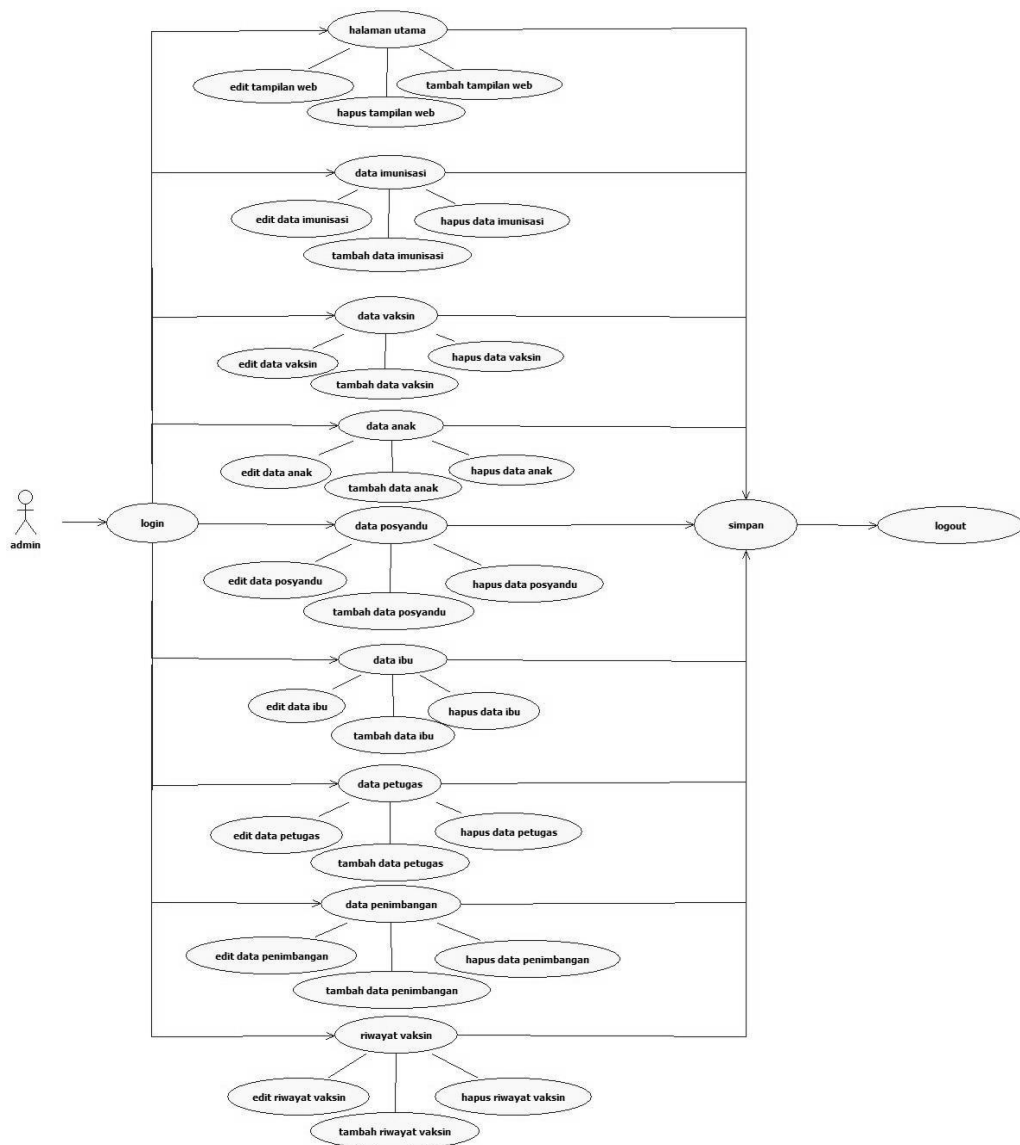 halaman utama
edit tampilan web
tambah tampilan web
hapus tampilan web
data imunisasi
edit data imunisasi
hapus data imunisasi
tambah data imunisasi
data vaksin
edit data vaksin
hapus data vaksin
tambah data vaksin
data anak
edit data anak
hapus data anak
tambah data anak
admin
login
data posyandu
simpan
logout
edit data posyandu
hapus data posyandu
tambah data posyandu
data ibu
edit data ibu
hapus data ibu
tambah data ibu
data petugas
edit data petugas
hapus data petugas
tambah data petugas
data penimbangan
edit data penimbangan
hapus data penimbangan
tambah data penimbangan
riwayat vaksin
edit riwayat vaksin
hapus riwayat vaksin
tambah riwayat vaksin